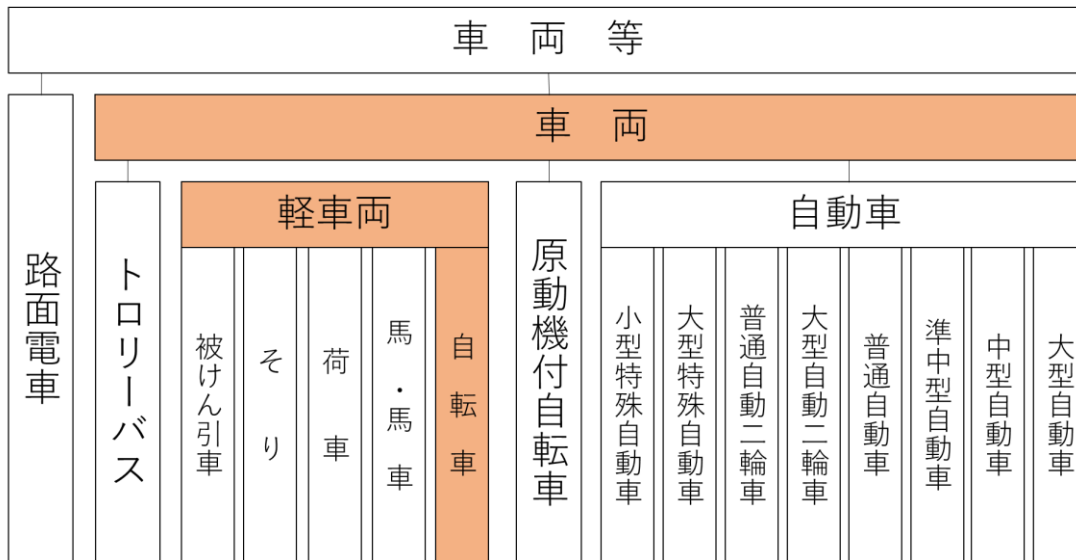 車両等
路面電車
車両
トロリーバス
軽車両
被けん引車
そり
荷車
馬・馬車
自転車
原動機付自転車
自動車
小型特殊自動車
大型特殊自動車
普通自動二輪車
大型自動二輪車
普通自動車
準中型自動車
中型自動車
大型自動車